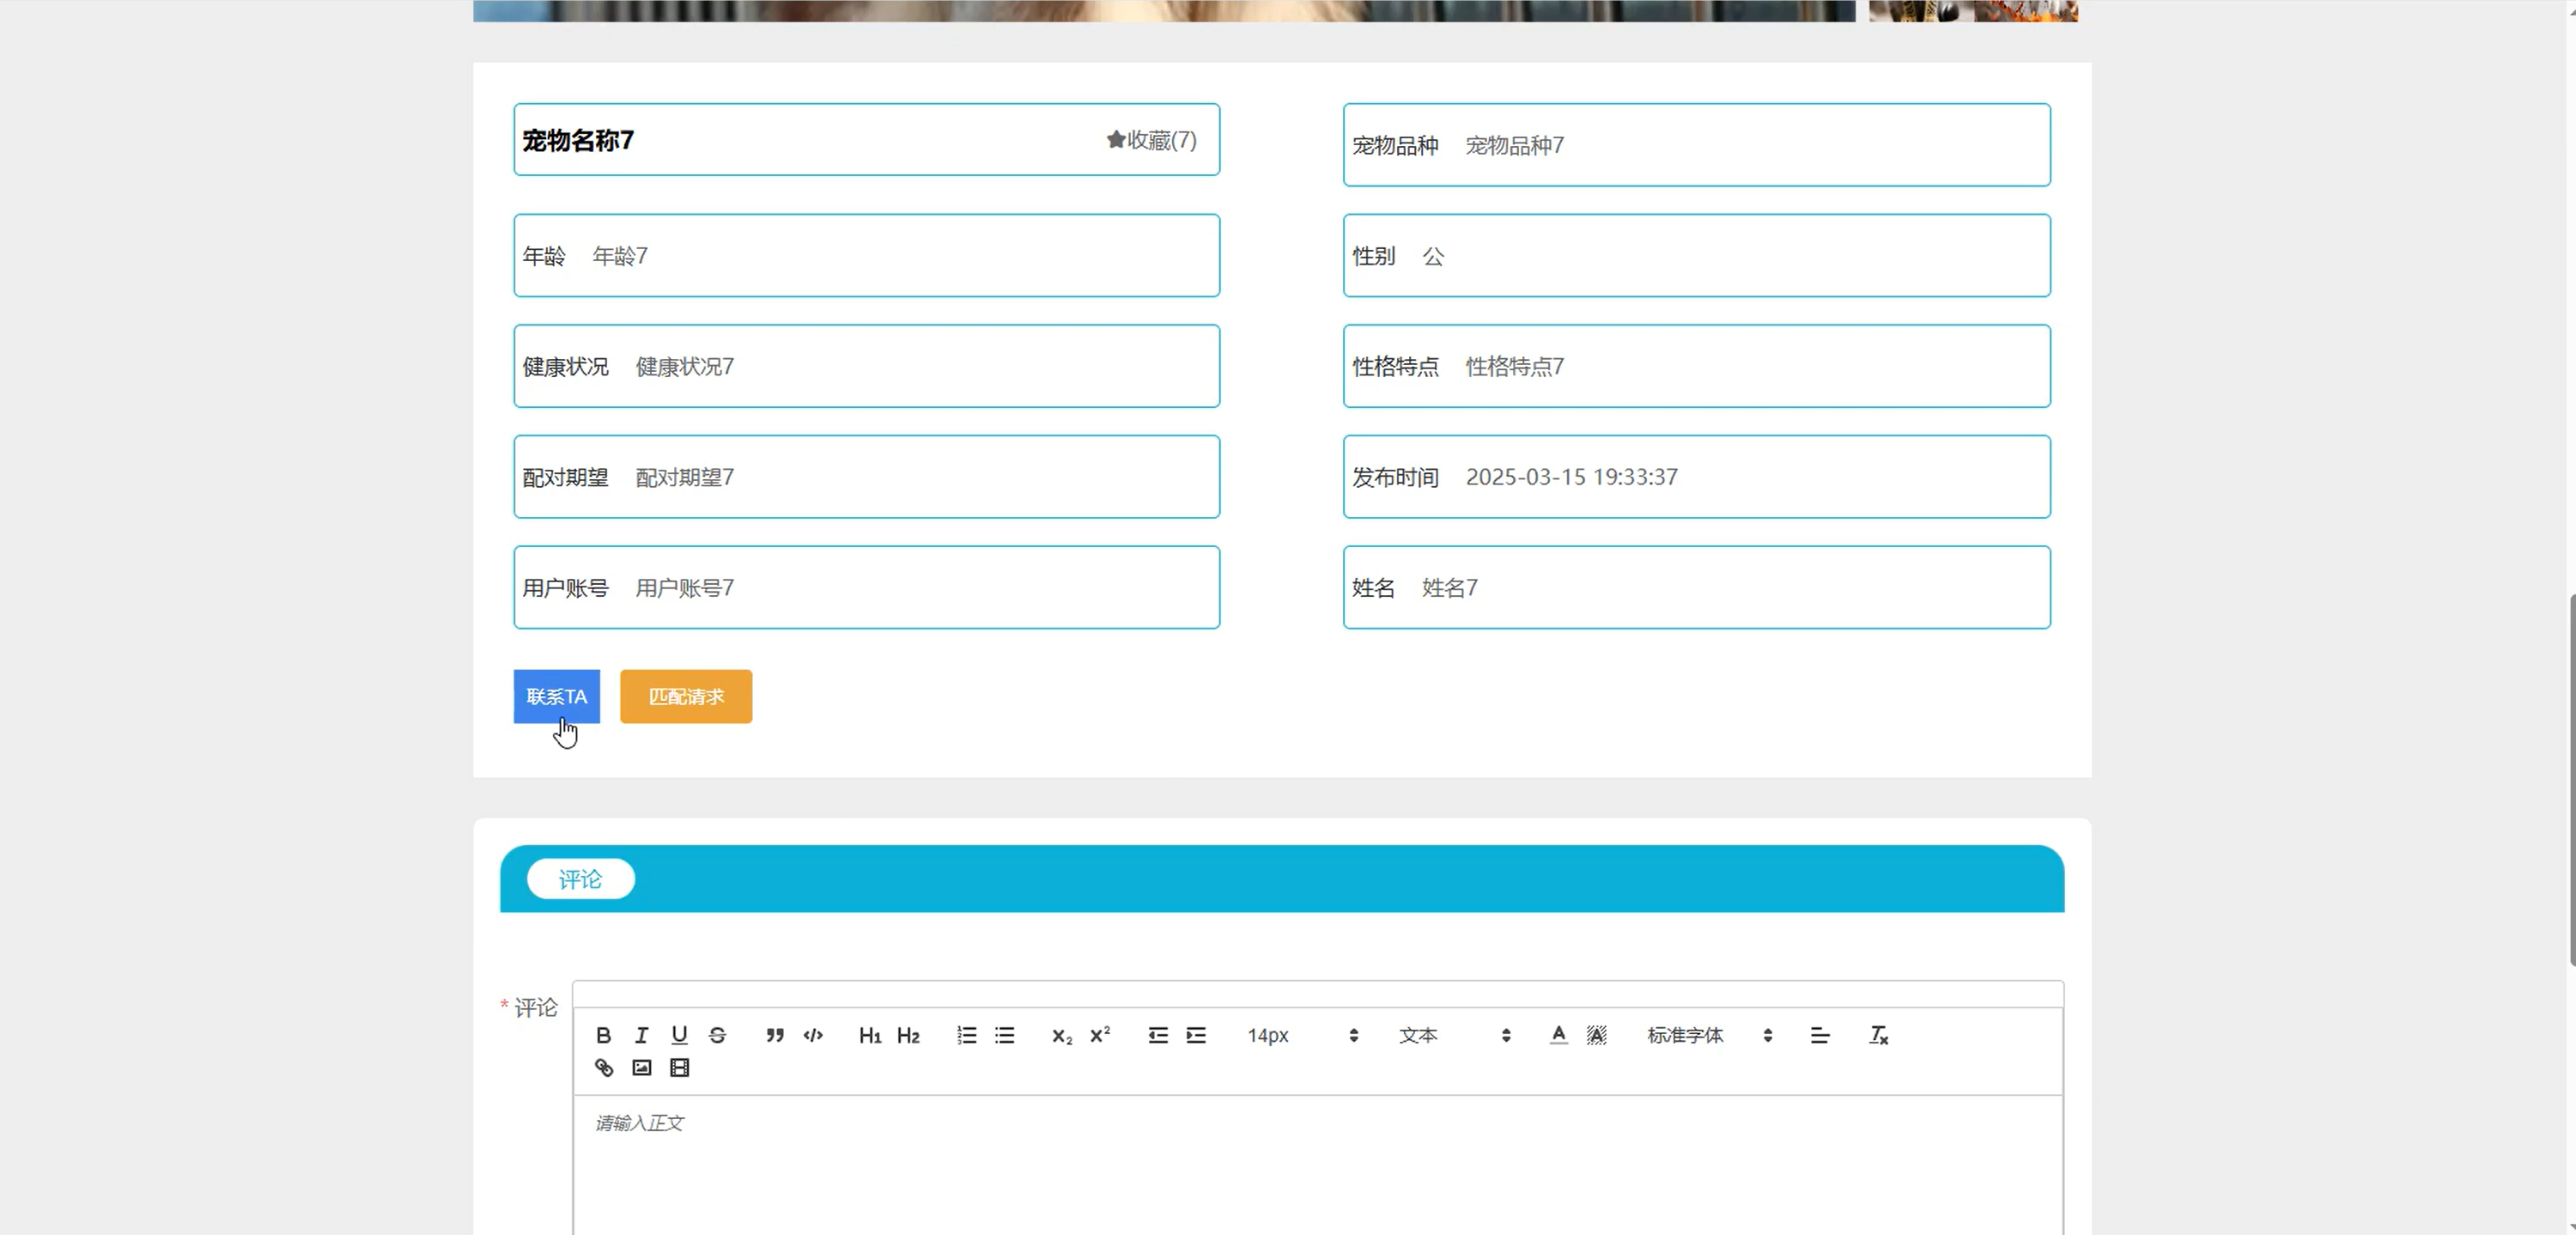 宠物名称7 收藏(7)
宠物品种 宠物品种7
年龄 年龄7
性别 公
健康状况 健康状况7
性格特点 性格特点7
配对期望 配对期望7
发布时间 2025-03-15 19:33:37
用户账号 用户账号7
姓名 姓名7
联系TA 匹配请求
评论
* 评论
B I U S H1 H2 X2 X2 14px 文本 A A 标准字体 Tx
请输入正文